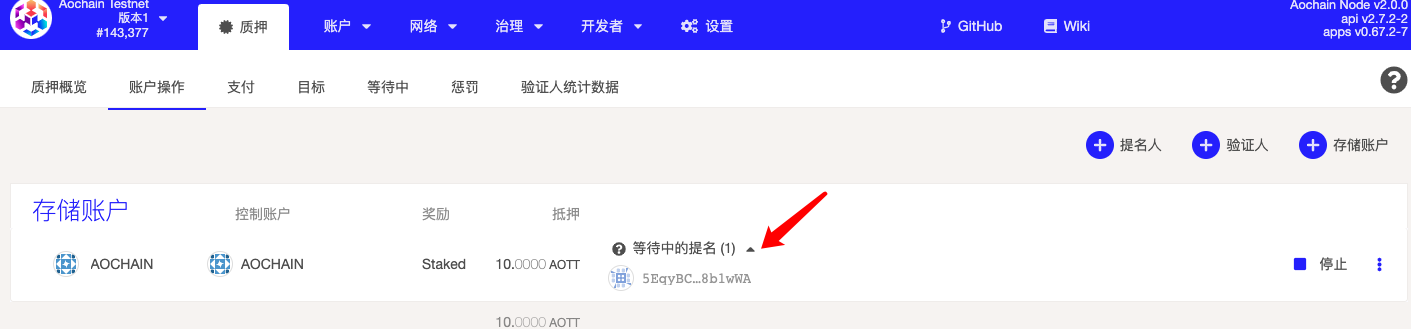 Aochain Testnet
版本1
#143,377
质押
账户
网络
治理
开发者
设置
GitHub
Wiki
Aochain Node v2.0.0
api v2.7.2-7
apps v0.67.2-7
质押概览
账户操作
支付
目标
等待中
惩罚
验证人统计数据
提名人
验证人
存储账户
存储账户
控制账户
奖励
抵押
AOCHAIN
AOCHAIN
Staked
10.0000 AOTT
等待中的提名 (1)
5EqyBC…8b1wWA
停止
10.0000 AOTT